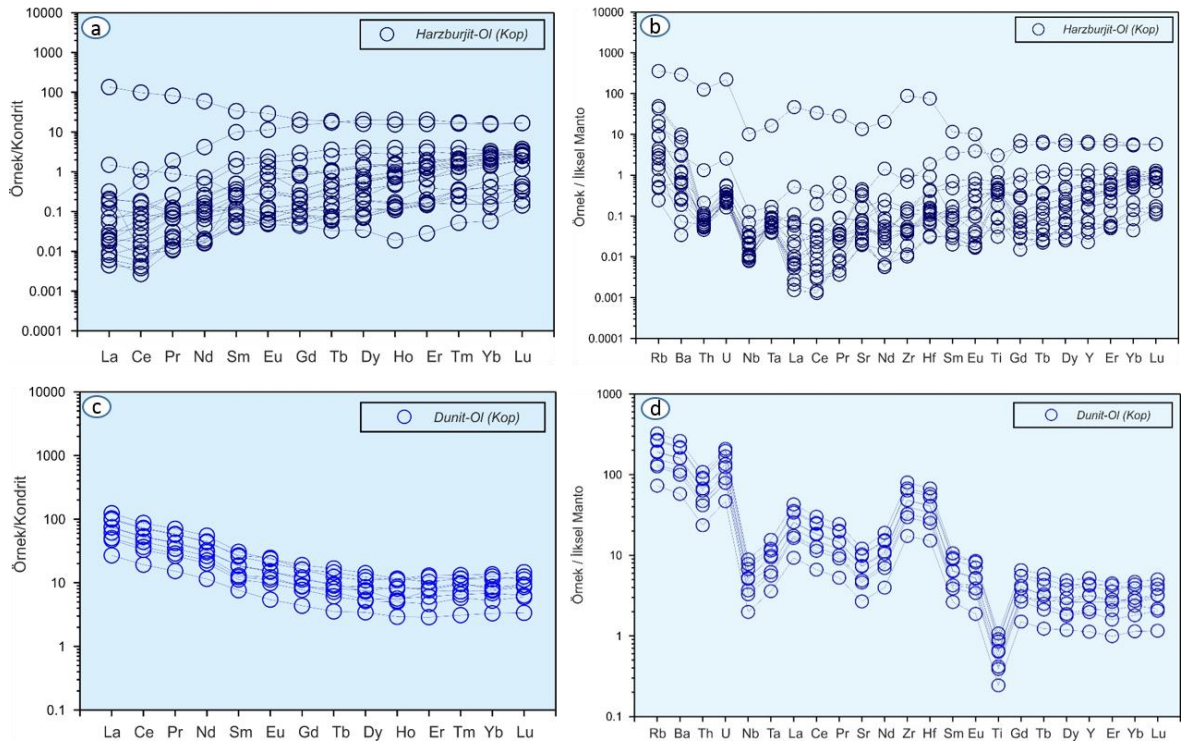 a
Harzburjit-Ol (Kop)
Örnek/Kondrit
10000
1000
100
10
1
0.1
0.01
0.001
0.0001
La Ce Pr Nd Sm Eu Gd Tb Dy Ho Er Tm Yb Lu
b
Harzburjit-Ol (Kop)
Örnek / İlksel Manto
10000
1000
100
10
1
0.1
0.01
0.001
0.0001
Rb Ba Th U Nb Ta La Ce Pr Sr Nd Zr Hf Sm Eu Ti Gd Tb Dy Y Er Yb Lu
c
Dunit-Ol (Kop)
Örnek/Kondrit
10000
1000
100
10
1
0.1
La Ce Pr Nd Sm Eu Gd Tb Dy Ho Er Tm Yb Lu
d
Dunit-Ol (Kop)
Örnek / İlksel Manto
1000
100
10
1
0.1
Rb Ba Th U Nb Ta La Ce Pr Sr Nd Zr Hf Sm Eu Ti Gd Tb Dy Y Er Yb Lu